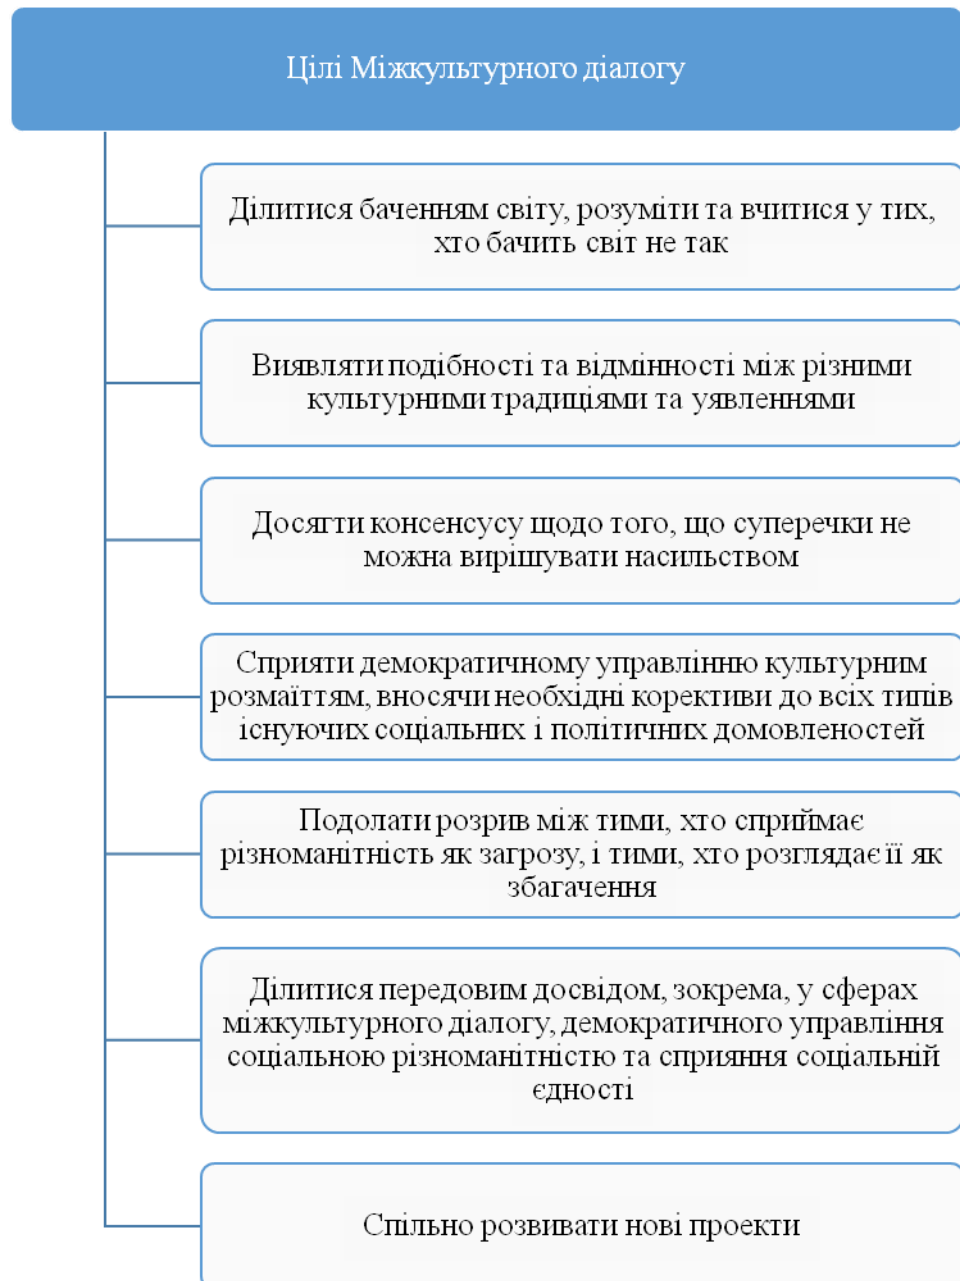 Цілі Міжкультурного діалогу
Ділитися баченням світу, розуміти та вчитися у тих,
хто бачить світ не так
Виявляти подібності та відмінності між різними
культурними традиціями та уявленнями
Досягти консенсусу щодо того, що суперечки не
можна вирішувати насильством
Сприяти демократичному управлінню культурним
розмаїттям, вносячи необхідні корективи до всіх типів
існуючих соціальних і політичних домовленостей
Подолати розрив між тими, хто сприймає
різноманітність як загрозу, і тими, хто розглядає її як
збагачення
Ділитися передовим досвідом, зокрема, у сферах
міжкультурного діалогу, демократичного управління
соціальною різноманітністю та сприяння соціальній
єдності
Спільно розвивати нові проекти